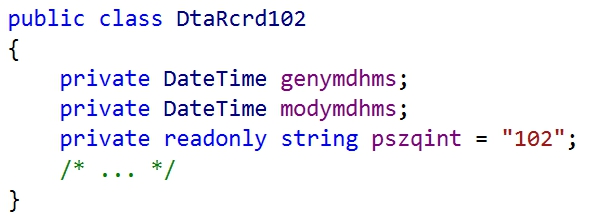 public class DtaRcrd102
{
    private DateTime genymdhms;
    private DateTime modymdhms;
    private readonly string pszqint = "102";
    /* ... */
}